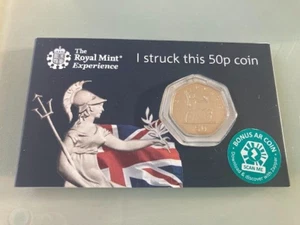 The
Royal Mint®
Experience
I struck this 50p coin
BONUS AR COIN
SCAN ME